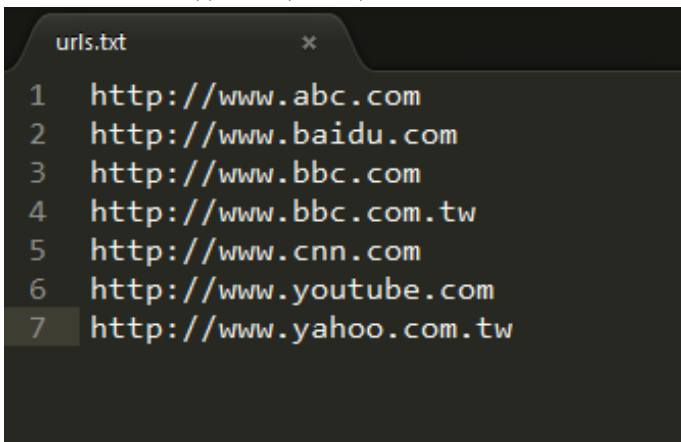 urls.txt ×
1 http://www.abc.com
2 http://www.baidu.com
3 http://www.bbc.com
4 http://www.bbc.com.tw
5 http://www.cnn.com
6 http://www.youtube.com
7 http://www.yahoo.com.tw